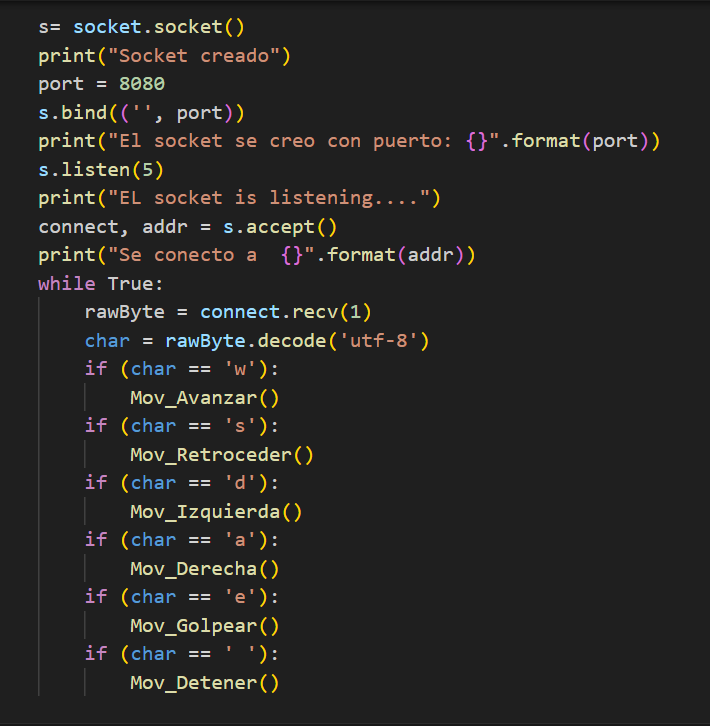 s= socket.socket()
print("Socket creado")
port = 8080
s.bind(('', port))
print("El socket se creo con puerto: {}".format(port))
s.listen(5)
print("EL socket is listening....")
connect, addr = s.accept()
print("Se conecto a  {}".format(addr))
while True:
    rawByte = connect.recv(1)
    char = rawByte.decode('utf-8')
    if (char == 'w'):
        Mov_Avanzar()
    if (char == 's'):
        Mov_Retroceder()
    if (char == 'd'):
        Mov_Izquierda()
    if (char == 'a'):
        Mov_Derecha()
    if (char == 'e'):
        Mov_Golpear()
    if (char == ' '):
        Mov_Detener()